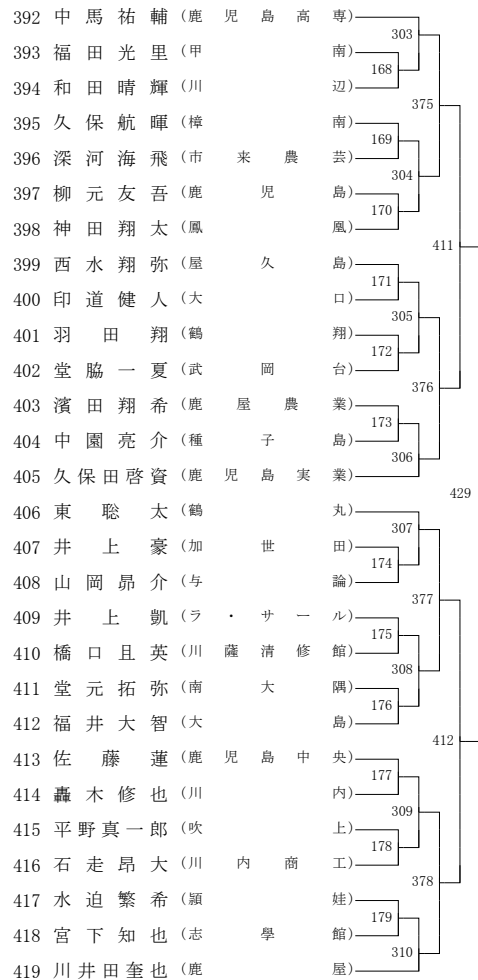 392 中馬祐輔 (鹿児島高専)
303
393 福田光里 (甲南)
168
394 和田晴輝 (川辺)
375
395 久保航暉 (樟南)
169
396 深河海飛 (市来農芸)
304
397 柳元友吾 (鹿児島)
170
398 神田翔太 (鳳凰)
411
399 西水翔弥 (屋久島)
171
400 印道健人 (大口)
305
401 羽田翔 (鶴翔)
172
402 堂脇一夏 (武岡台)
376
403 濵田翔希 (鹿屋農業)
173
404 中園亮介 (種子島)
306
405 久保田啓資 (鹿児島実業)
429
406 東聡太 (鶴丸)
307
407 井上豪 (加世田)
174
408 山岡昴介 (与論)
377
409 井上凱 (ラ・サール)
175
410 橋口且英 (川薩清修館)
308
411 堂元拓弥 (南大隅)
176
412 福井大智 (大島)
412
413 佐藤蓮 (鹿児島中央)
177
414 轟木修也 (川内)
309
415 平野真一郎 (吹上)
178
416 石走昂大 (川内商工)
378
417 水迫繁希 (頴娃)
179
418 宮下知也 (志學館)
310
419 川井田奎也 (鹿屋)